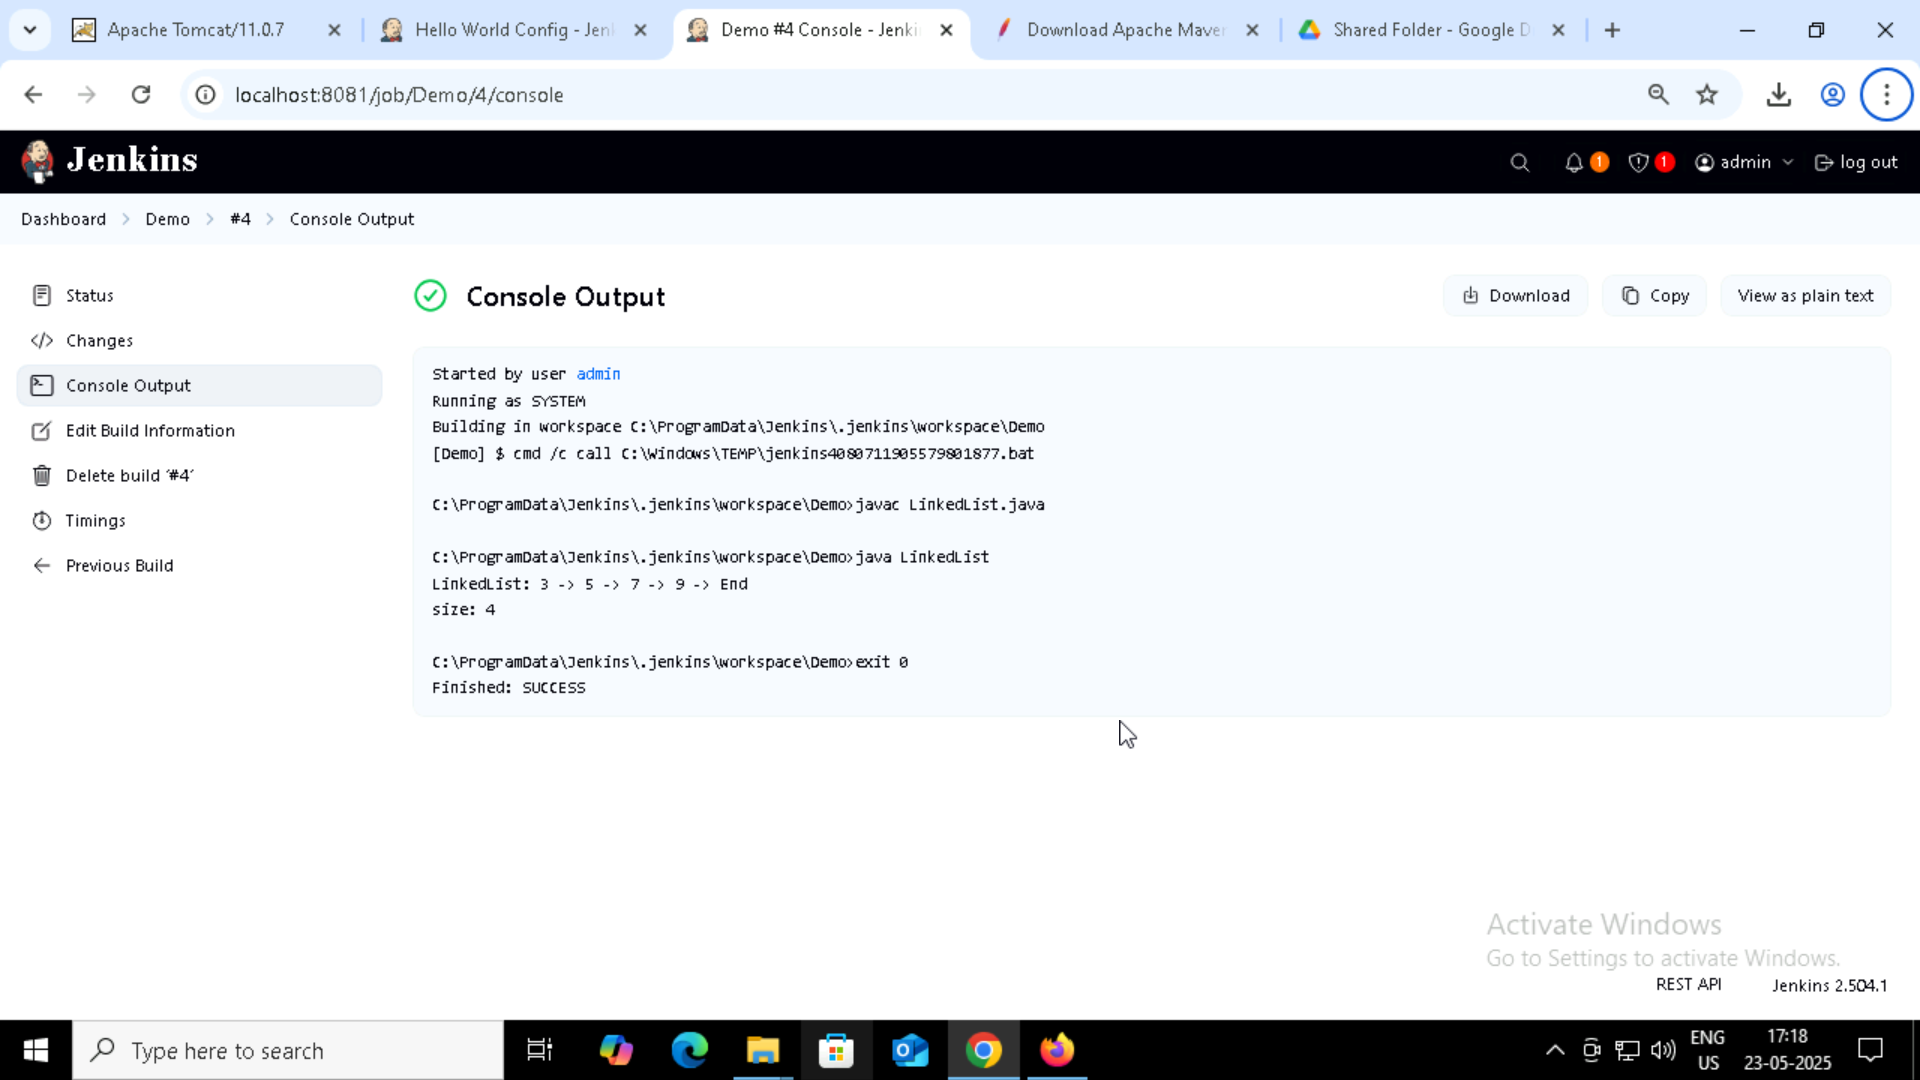 Apache Tomcat/11.0.7
Hello World Config - Jen
Demo #4 Console - Jenki
Download Apache Maver
Shared Folder - Google D
localhost:8081/job/Demo/4/console
Jenkins
1
1
admin
log out
Dashboard > Demo > #4 > Console Output
Status
Changes
Console Output
Edit Build Information
Delete build '#4'
Timings
Previous Build
Console Output
Download
Copy
View as plain text
Started by user admin
Running as SYSTEM
Building in workspace C:\ProgramData\Jenkins\.jenkins\workspace\Demo
[Demo] $ cmd /c call C:\Windows\TEMP\jenkins4080711905579801877.bat
C:\ProgramData\Jenkins\.jenkins\workspace\Demo>javac LinkedList.java
C:\ProgramData\Jenkins\.jenkins\workspace\Demo>java LinkedList
LinkedList: 3 -> 5 -> 7 -> 9 -> End
size: 4
C:\ProgramData\Jenkins\.jenkins\workspace\Demo>exit 0
Finished: SUCCESS
Activate Windows
Go to Settings to activate Windows.
REST API
Jenkins 2.504.1
Type here to search
ENG
US
17:18
23-05-2025